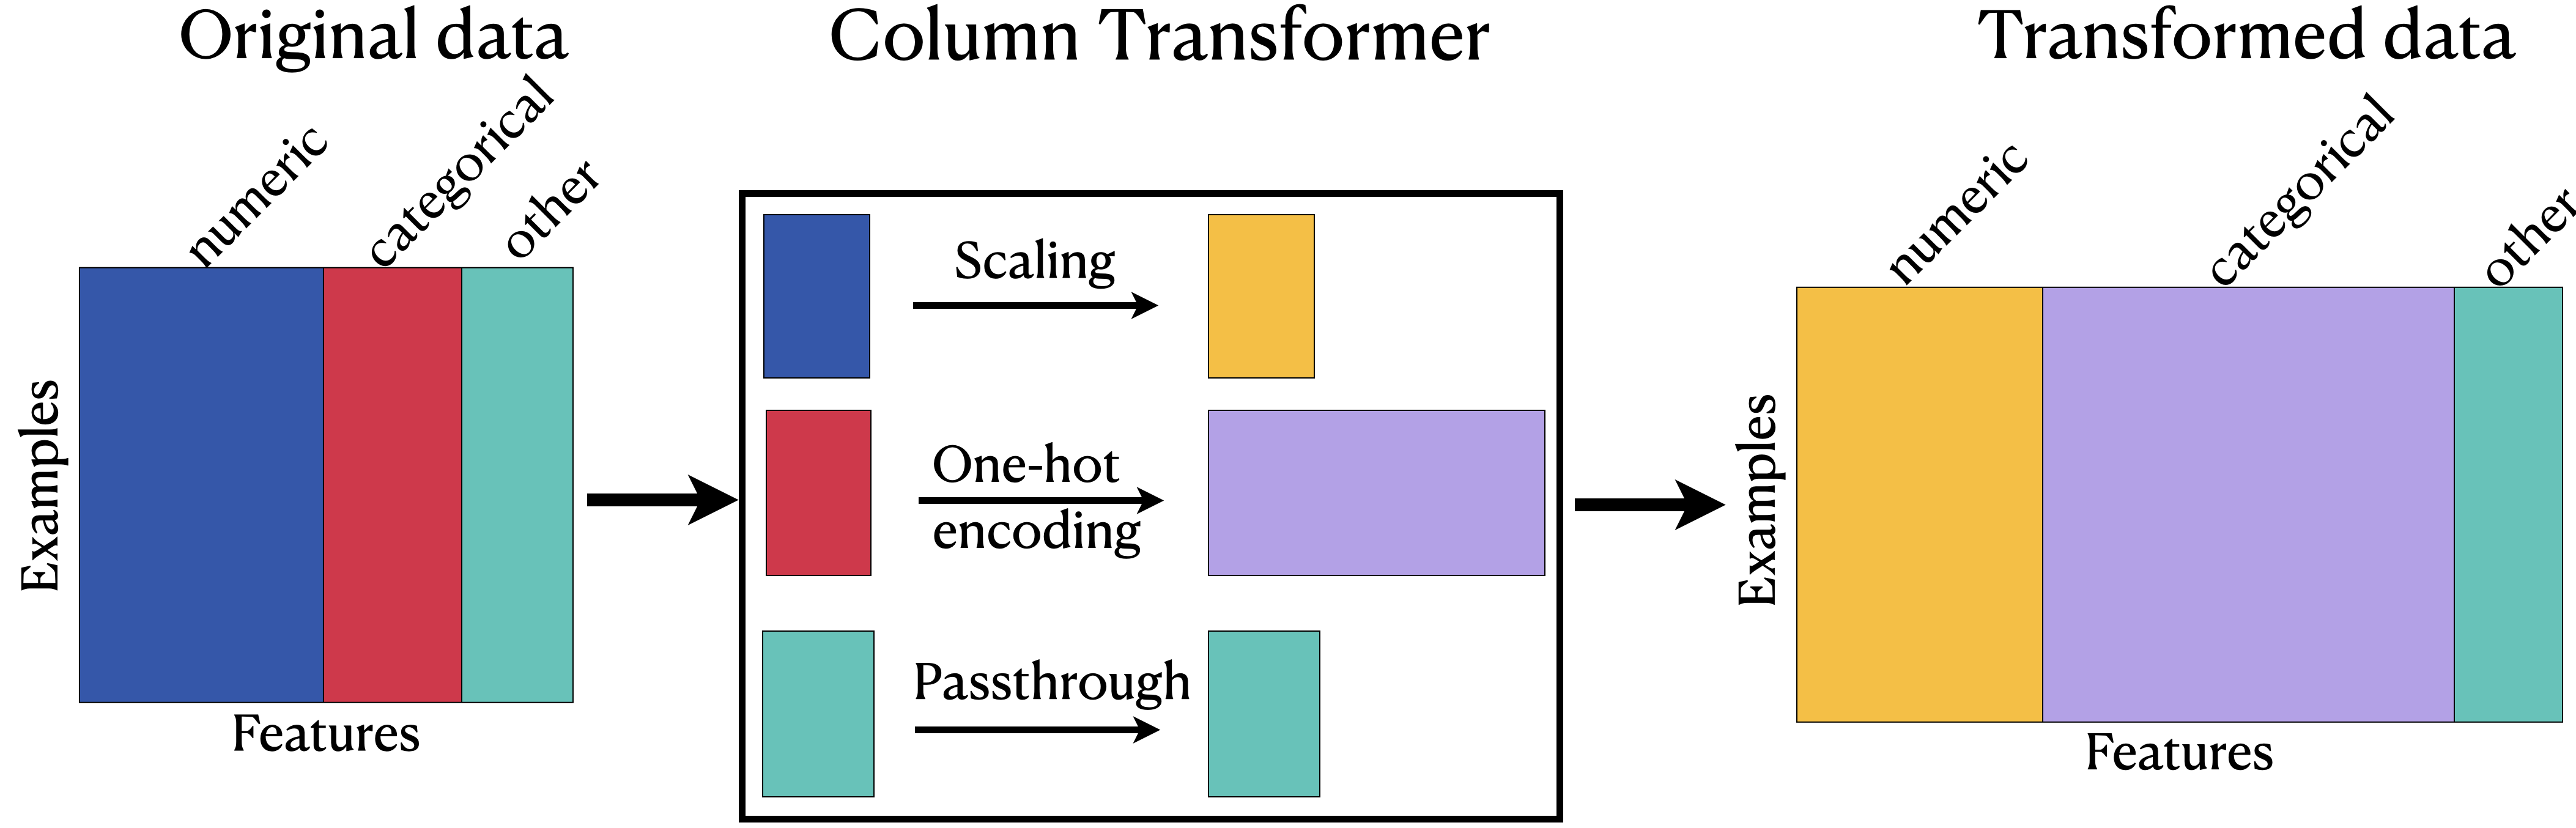 Original data
Column Transformer
Transformed data
numeric
categorical
other
Examples
Features
Scaling
One-hot
encoding
Passthrough
numeric
categorical
other
Examples
Features